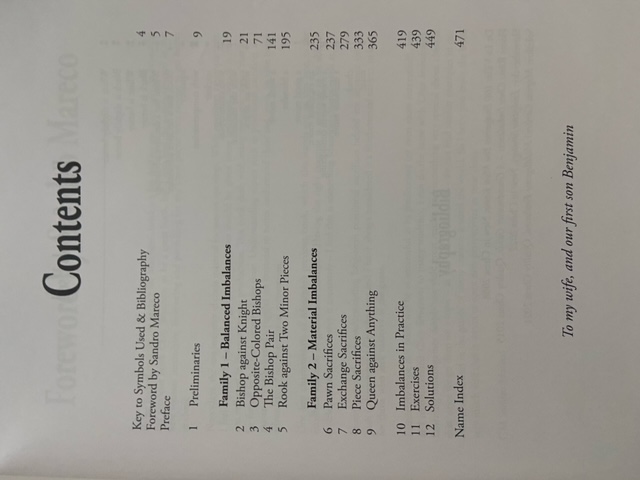 Contents
Key to Symbols Used & Bibliography 4
Foreword by Sandro Mareco 5
Preface 7
1 Preliminaries 9
Family 1 – Balanced Imbalances 19
2 Bishop against Knight 21
3 Opposite-Colored Bishops 71
4 The Bishop Pair 141
5 Rook against Two Minor Pieces 195
Family 2 – Material Imbalances 235
6 Pawn Sacrifices 237
7 Exchange Sacrifices 279
8 Piece Sacrifices 333
9 Queen against Anything 365
10 Imbalances in Practice 419
11 Exercises 439
12 Solutions 449
Name Index 471
To my wife, and our first son Benjamin